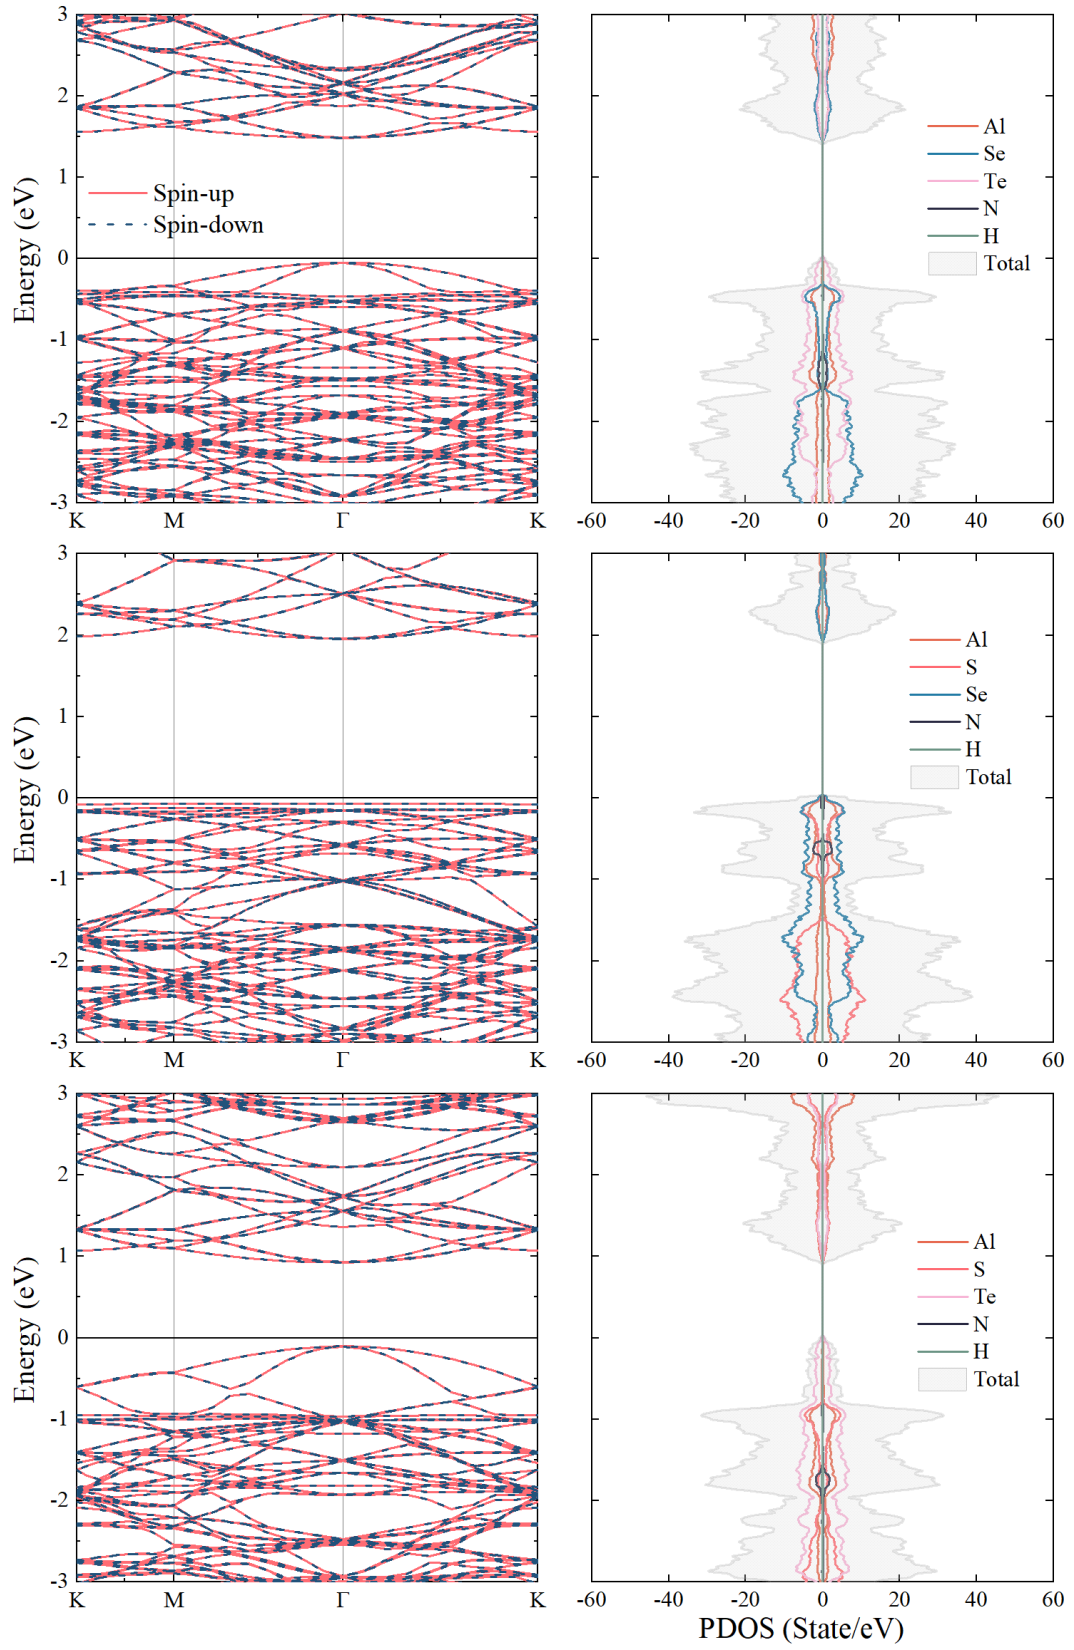 3
2
1
0
-1
-2
-3
Energy (eV)
Spin-up
Spin-down
K
M
Γ
K
Al
Se
Te
N
H
Total
-60
-40
-20
0
20
40
60
3
2
1
0
-1
-2
-3
Energy (eV)
K
M
Γ
K
Al
S
Se
N
H
Total
-60
-40
-20
0
20
40
60
3
2
1
0
-1
-2
-3
Energy (eV)
K
M
Γ
K
Al
S
Te
N
H
Total
-60
-40
-20
0
20
40
60
PDOS (State/eV)